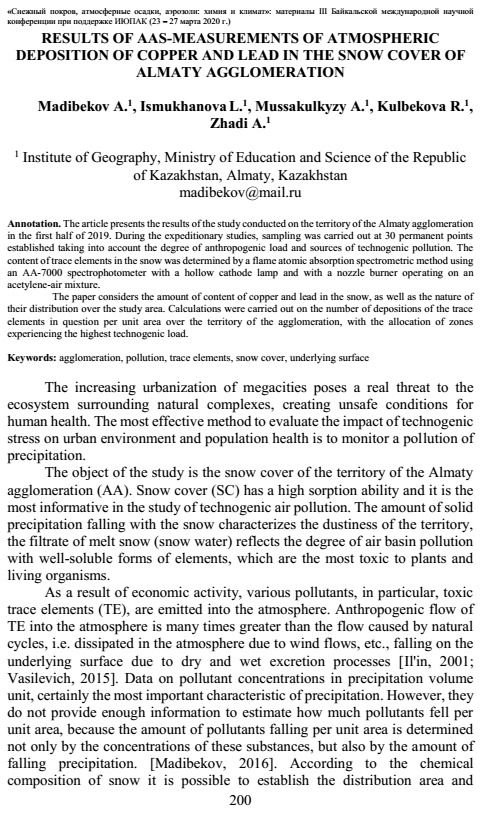 «Снежный покров, атмосферные осадки, аэрозоли: химия и климат»: материалы III Байкальской международной научной
конференции при поддержке ИЮПАК (23 – 27 марта 2020 г.)
RESULTS OF AAS-MEASUREMENTS OF ATMOSPHERIC
DEPOSITION OF COPPER AND LEAD IN THE SNOW COVER OF
ALMATY AGGLOMERATION
Madibekov A.¹, Ismukhanova L.¹, Mussakulkyzy A.¹, Kulbekova R.¹,
Zhadi A.¹
¹ Institute of Geography, Ministry of Education and Science of the Republic
of Kazakhstan, Almaty, Kazakhstan
madibekov@mail.ru
Annotation. The article presents the results of the study conducted on the territory of the Almaty agglomeration
in the first half of 2019. During the expeditionary studies, sampling was carried out at 30 permanent points
established taking into account the degree of anthropogenic load and sources of technogenic pollution. The
content of trace elements in the snow was determined by a flame atomic absorption spectrometric method using
an AA-7000 spectrophotometer with a hollow cathode lamp and with a nozzle burner operating on an
acetylene-air mixture.
The paper considers the amount of content of copper and lead in the snow, as well as the nature of
their distribution over the study area. Calculations were carried out on the number of depositions of the trace
elements in question per unit area over the territory of the agglomeration, with the allocation of zones
experiencing the highest technogenic load.
Keywords: agglomeration, pollution, trace elements, snow cover, underlying surface
The increasing urbanization of megacities poses a real threat to the
ecosystem surrounding natural complexes, creating unsafe conditions for
human health. The most effective method to evaluate the impact of technogenic
stress on urban environment and population health is to monitor a pollution of
precipitation.
The object of the study is the snow cover of the territory of the Almaty
agglomeration (AA). Snow cover (SC) has a high sorption ability and it is the
most informative in the study of technogenic air pollution. The amount of solid
precipitation falling with the snow characterizes the dustiness of the territory,
the filtrate of melt snow (snow water) reflects the degree of air basin pollution
with well-soluble forms of elements, which are the most toxic to plants and
living organisms.
As a result of economic activity, various pollutants, in particular, toxic
trace elements (TE), are emitted into the atmosphere. Anthropogenic flow of
TE into the atmosphere is many times greater than the flow caused by natural
cycles, i.e. dissipated in the atmosphere due to wind flows, etc., falling on the
underlying surface due to dry and wet excretion processes [Il'in, 2001;
Vasilevich, 2015]. Data on pollutant concentrations in precipitation volume
unit, certainly the most important characteristic of precipitation. However, they
do not provide enough information to estimate how much pollutants fell per
unit area, because the amount of pollutants falling per unit area is determined
not only by the concentrations of these substances, but also by the amount of
falling precipitation. [Madibekov, 2016]. According to the chemical
composition of snow it is possible to establish the distribution area and
200